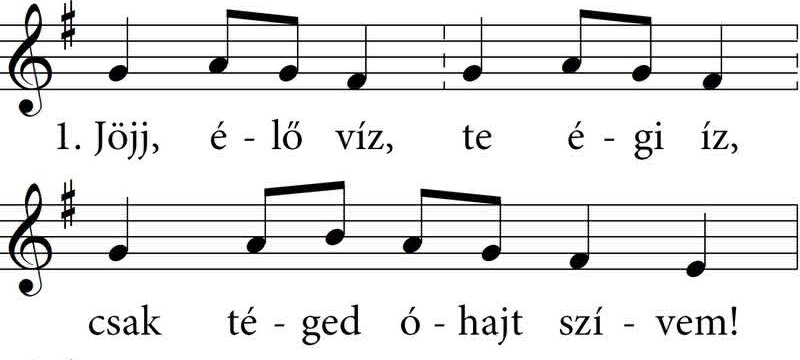 1. Jöjj, é - lő víz, te é - gi íz,
csak té - ged ó - hajt szí - vem!